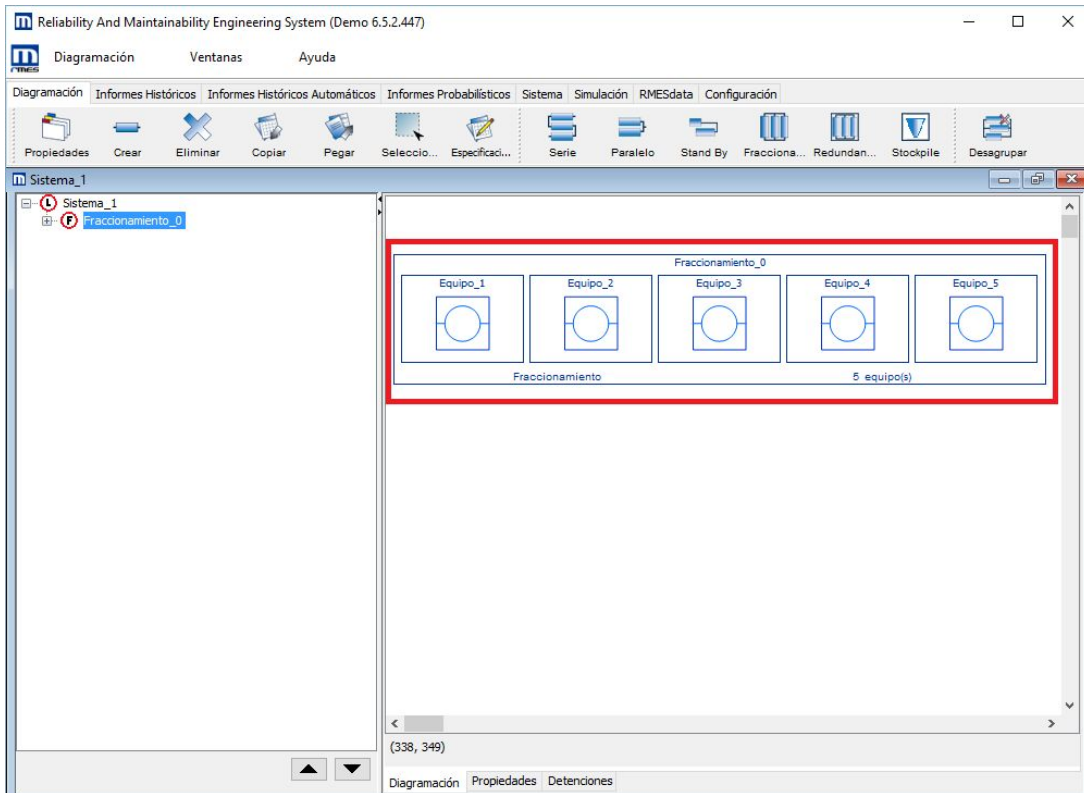 Reliability And Maintainability Engineering System (Demo 6.5.2.447)
rmes
Diagramación Ventanas Ayuda
Diagramación Informes Históricos Informes Históricos Automáticos Informes Probabilísticos Sistema Simulación RMESdata Configuración
Propiedades Crear Eliminar Copiar Pegar Seleccio... Especificaci... Serie Paralelo Stand By Fracciona... Redundan... Stockpile Desagrupar
Sistema_1
L Sistema_1
F Fraccionamiento_0
Fraccionamiento_0
Equipo_1 Equipo_2 Equipo_3 Equipo_4 Equipo_5
Fraccionamiento 5 equipo(s)
(338, 349)
Diagramación Propiedades Detenciones